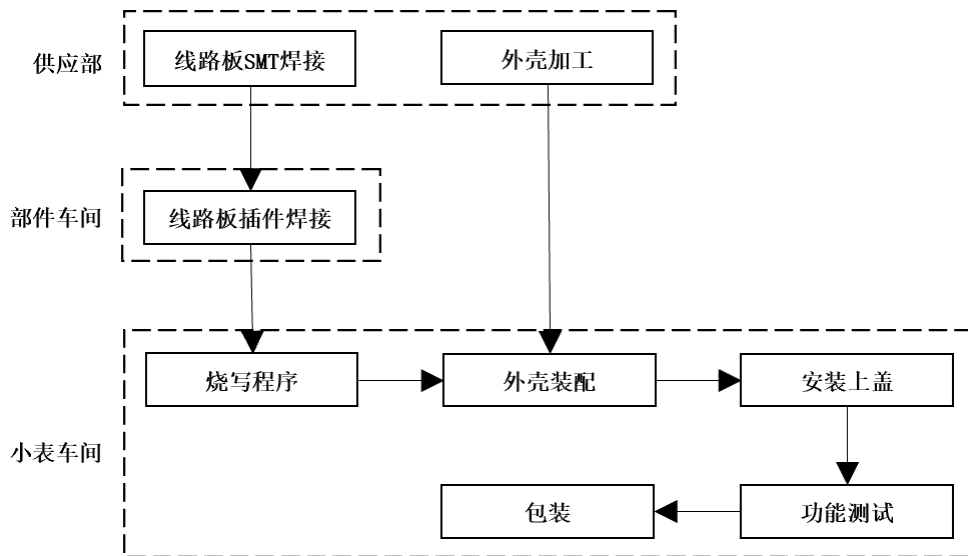 供应部
线路板SMT焊接
外壳加工
部件车间
线路板插件焊接
烧写程序
外壳装配
安装上盖
小表车间
包装
功能测试